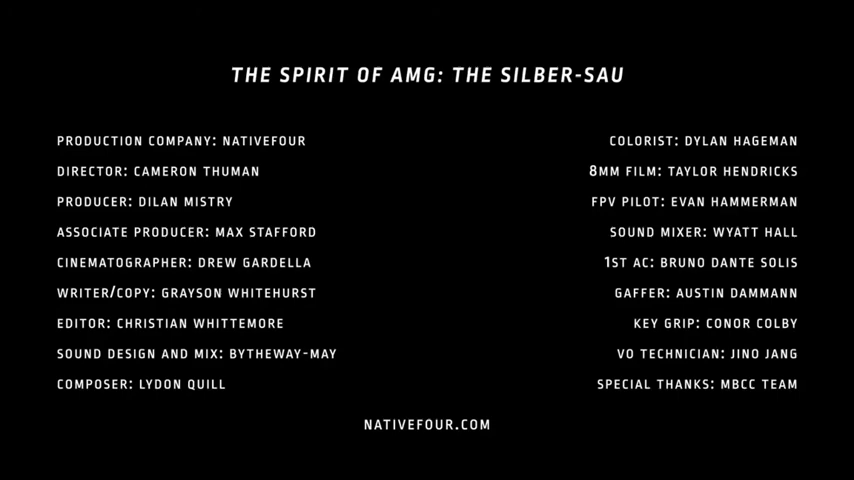 THE SPIRIT OF AMG: THE SILBER-SAU
PRODUCTION COMPANY: NATIVEFOUR
DIRECTOR: CAMERON THUMAN
PRODUCER: DILAN MISTRY
ASSOCIATE PRODUCER: MAX STAFFORD
CINEMATOGRAPHER: DREW GARDELLA
WRITER/COPY: GRAYSON WHITEHURST
EDITOR: CHRISTIAN WHITTEMORE
SOUND DESIGN AND MIX: BYTHEWAY-MAY
COMPOSER: LYDON QUILL
COLORIST: DYLAN HAGEMAN
8MM FILM: TAYLOR HENDRICKS
FPV PILOT: EVAN HAMMERMAN
SOUND MIXER: WYATT HALL
1ST AC: BRUNO DANTE SOLIS
GAFFER: AUSTIN DAMMANN
KEY GRIP: CONOR COLBY
VO TECHNICIAN: JINO JANG
SPECIAL THANKS: MBCC TEAM
NATIVEFOUR.COM